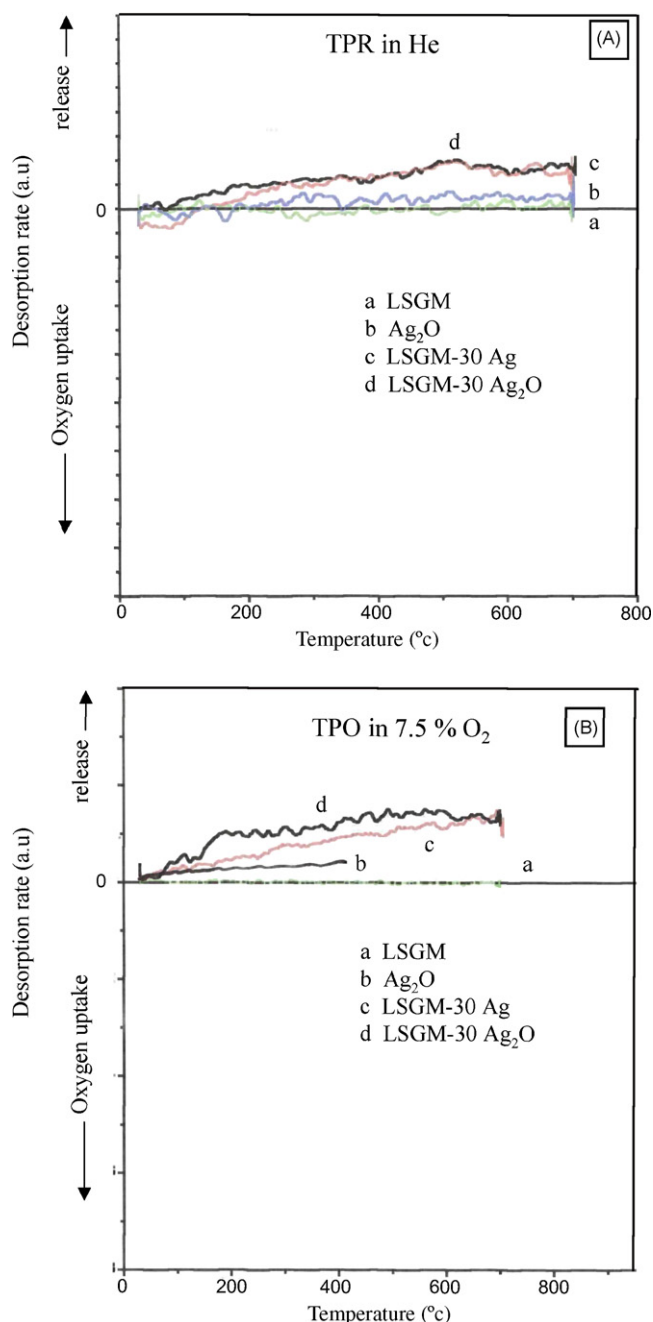 (A)
TPR in He
release
Desorption rate (a.u)
Oxygen uptake
0
d
c
b
a
a LSGM
b Ag₂O
c LSGM-30 Ag
d LSGM-30 Ag₂O
0 200 400 600 800
Temperature (°c)
(B)
TPO in 7.5 % O₂
release
Desorption rate (a.u)
Oxygen uptake
0
d
c
b
a
a LSGM
b Ag₂O
c LSGM-30 Ag
d LSGM-30 Ag₂O
0 200 400 600 800
Temperature (°c)